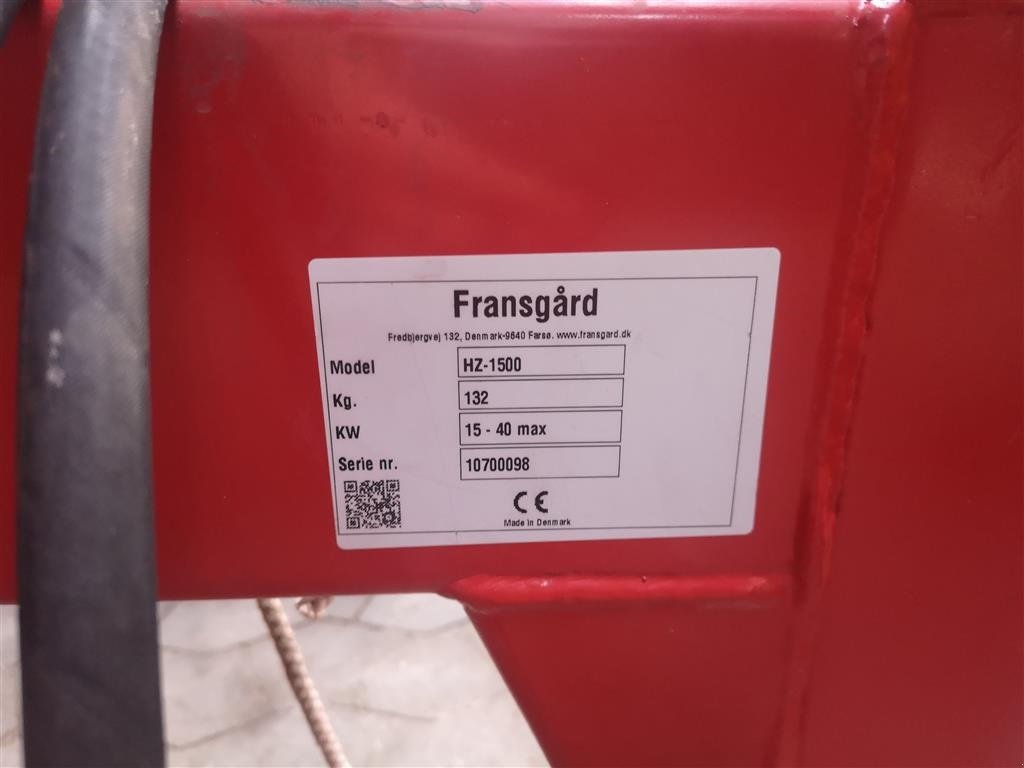 Fransgård
Fredbjergvej 132, Denmark-9640 Farsø. www.fransgard.dk
Model HZ-1500
Kg. 132
KW 15 - 40 max
Serie nr. 10700098
CE
Made in Denmark